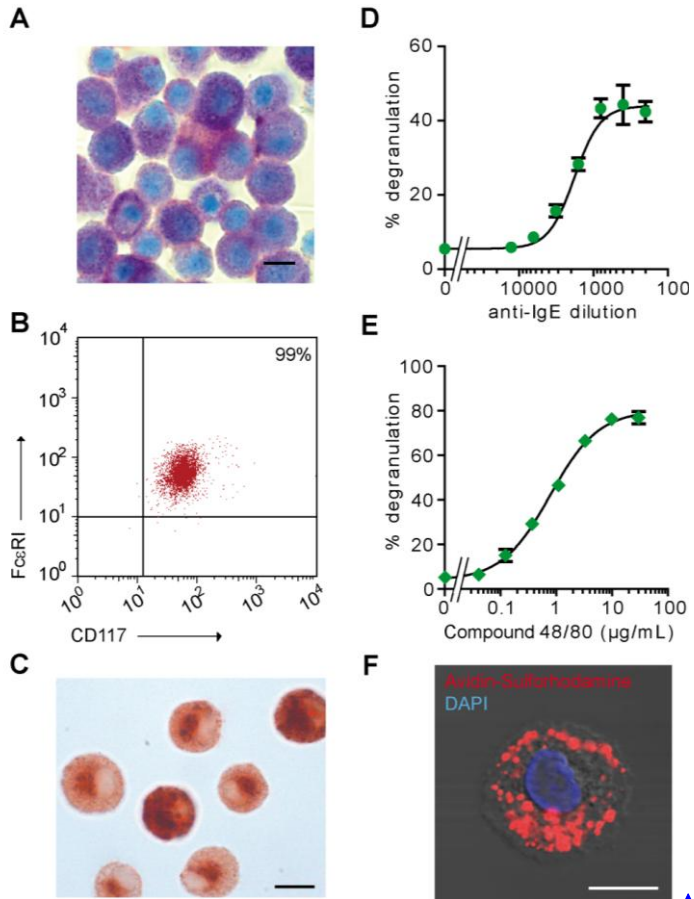 A
B
99%
10⁴
10³
10²
10¹
10⁰
FcεRI
10⁰ 10¹ 10² 10³ 10⁴
CD117
C
D
60
40
20
0
% degranulation
0 10000 1000 100
anti-IgE dilution
E
100
80
60
40
20
0
% degranulation
0 0.1 1 10 100
Compound 48/80 (µg/mL)
F
Avidin-Sulforhodamine
DAPI